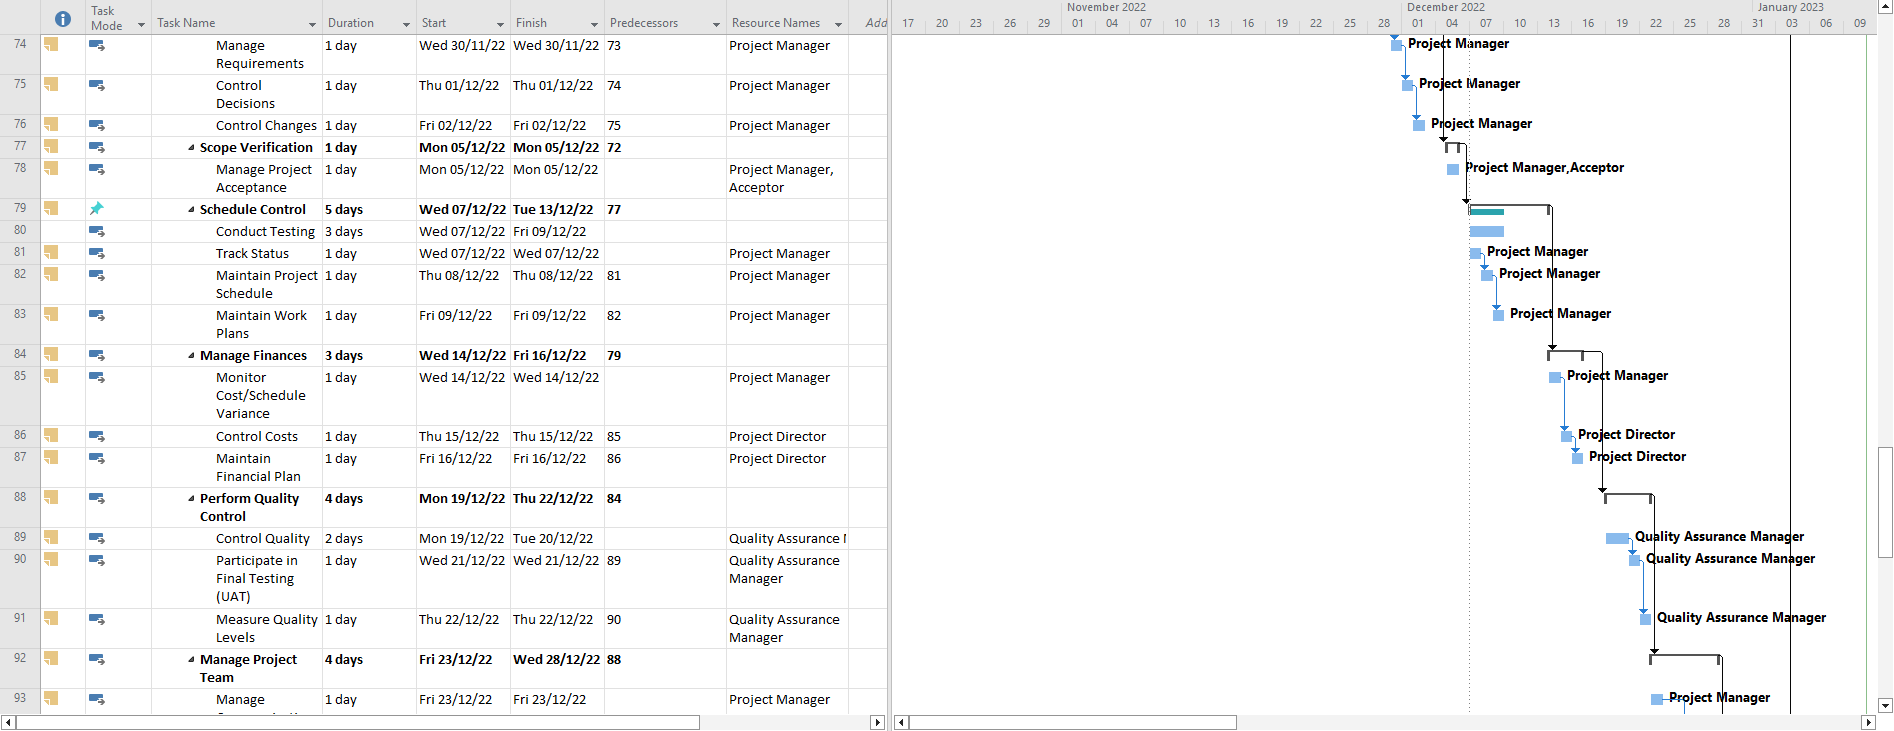 Task Mode Task Name Duration Start Finish Predecessors Resource Names Add
November 2022 December 2022 January 2023
17 20 23 26 29 01 04 07 10 13 16 19 22 25 28 01 04 07 10 13 16 19 22 25 28 31 03 06 09
74 Manage Requirements 1 day Wed 30/11/22 Wed 30/11/22 73 Project Manager
75 Control Decisions 1 day Thu 01/12/22 Thu 01/12/22 74 Project Manager
76 Control Changes 1 day Fri 02/12/22 Fri 02/12/22 75 Project Manager
77 Scope Verification 1 day Mon 05/12/22 Mon 05/12/22 72
78 Manage Project Acceptance 1 day Mon 05/12/22 Mon 05/12/22 Project Manager, Acceptor
79 Schedule Control 5 days Wed 07/12/22 Tue 13/12/22 77
80 Conduct Testing 3 days Wed 07/12/22 Fri 09/12/22
81 Track Status 1 day Wed 07/12/22 Wed 07/12/22 Project Manager
82 Maintain Project Schedule 1 day Thu 08/12/22 Thu 08/12/22 81 Project Manager
83 Maintain Work Plans 1 day Fri 09/12/22 Fri 09/12/22 82 Project Manager
84 Manage Finances 3 days Wed 14/12/22 Fri 16/12/22 79
85 Monitor Cost/Schedule Variance 1 day Wed 14/12/22 Wed 14/12/22 Project Manager
86 Control Costs 1 day Thu 15/12/22 Thu 15/12/22 85 Project Director
87 Maintain Financial Plan 1 day Fri 16/12/22 Fri 16/12/22 86 Project Director
88 Perform Quality Control 4 days Mon 19/12/22 Thu 22/12/22 84
89 Control Quality 2 days Mon 19/12/22 Tue 20/12/22 Quality Assurance
90 Participate in Final Testing (UAT) 1 day Wed 21/12/22 Wed 21/12/22 89 Quality Assurance Manager
91 Measure Quality Levels 1 day Thu 22/12/22 Thu 22/12/22 90 Quality Assurance Manager
92 Manage Project Team 4 days Fri 23/12/22 Wed 28/12/22 88
93 Manage 1 day Fri 23/12/22 Fri 23/12/22 Project Manager
Project Manager
Project Manager
Project Manager
Project Manager,Acceptor
Project Manager
Project Manager
Project Manager
Project Manager
Project Director
Project Director
Quality Assurance Manager
Quality Assurance Manager
Quality Assurance Manager
Project Manager